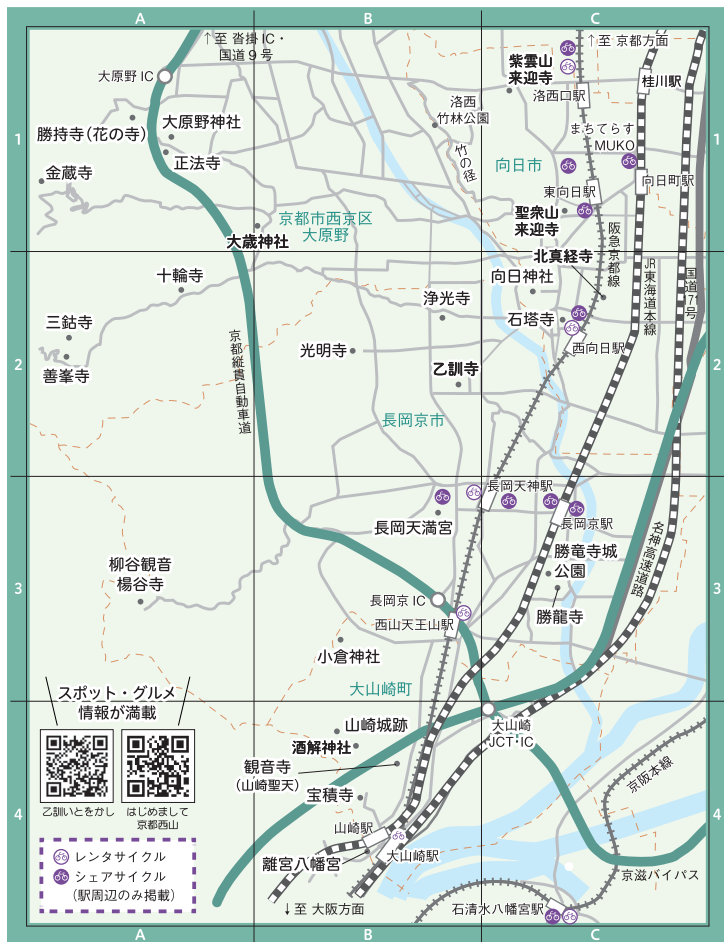 A
B
C
↑至 沓掛 IC・
国道9号
↑至 京都方面
大原野 IC
紫雲山
来迎寺
桂川駅
洛西口駅
洛西
竹林公園
勝持寺(花の寺)
大原野神社
まちてらす
MUKO
1
1
正法寺
竹の径
向日市
金蔵寺
向日町駅
東向日駅
京都市西京区
大原野
聖衆山
来迎寺
大歳神社
阪急京都線
北真経寺
JR東海道本線
国道171号
十輪寺
向日神社
浄光寺
三鈷寺
石塔寺
京都縦貫自動車道
光明寺
西向日駅
2
2
善峯寺
乙訓寺
長岡京市
長岡天神駅
長岡天満宮
長岡京駅
名神高速道路
勝竜寺城
公園
柳谷観音
楊谷寺
3
3
長岡京 IC
勝龍寺
西山天王山駅
小倉神社
大山崎町
スポット・グルメ
情報が満載
山崎城跡
大山崎
JCT・IC
酒解神社
観音寺
(山崎聖天)
京阪本線
宝積寺
乙訓いとをかし
はじめまして
京都西山
4
4
山崎駅
レンタサイクル
シェアサイクル
(駅周辺のみ掲載)
離宮八幡宮
大山崎駅
京滋バイパス
↓至 大阪方面
石清水八幡宮駅
A
B
C